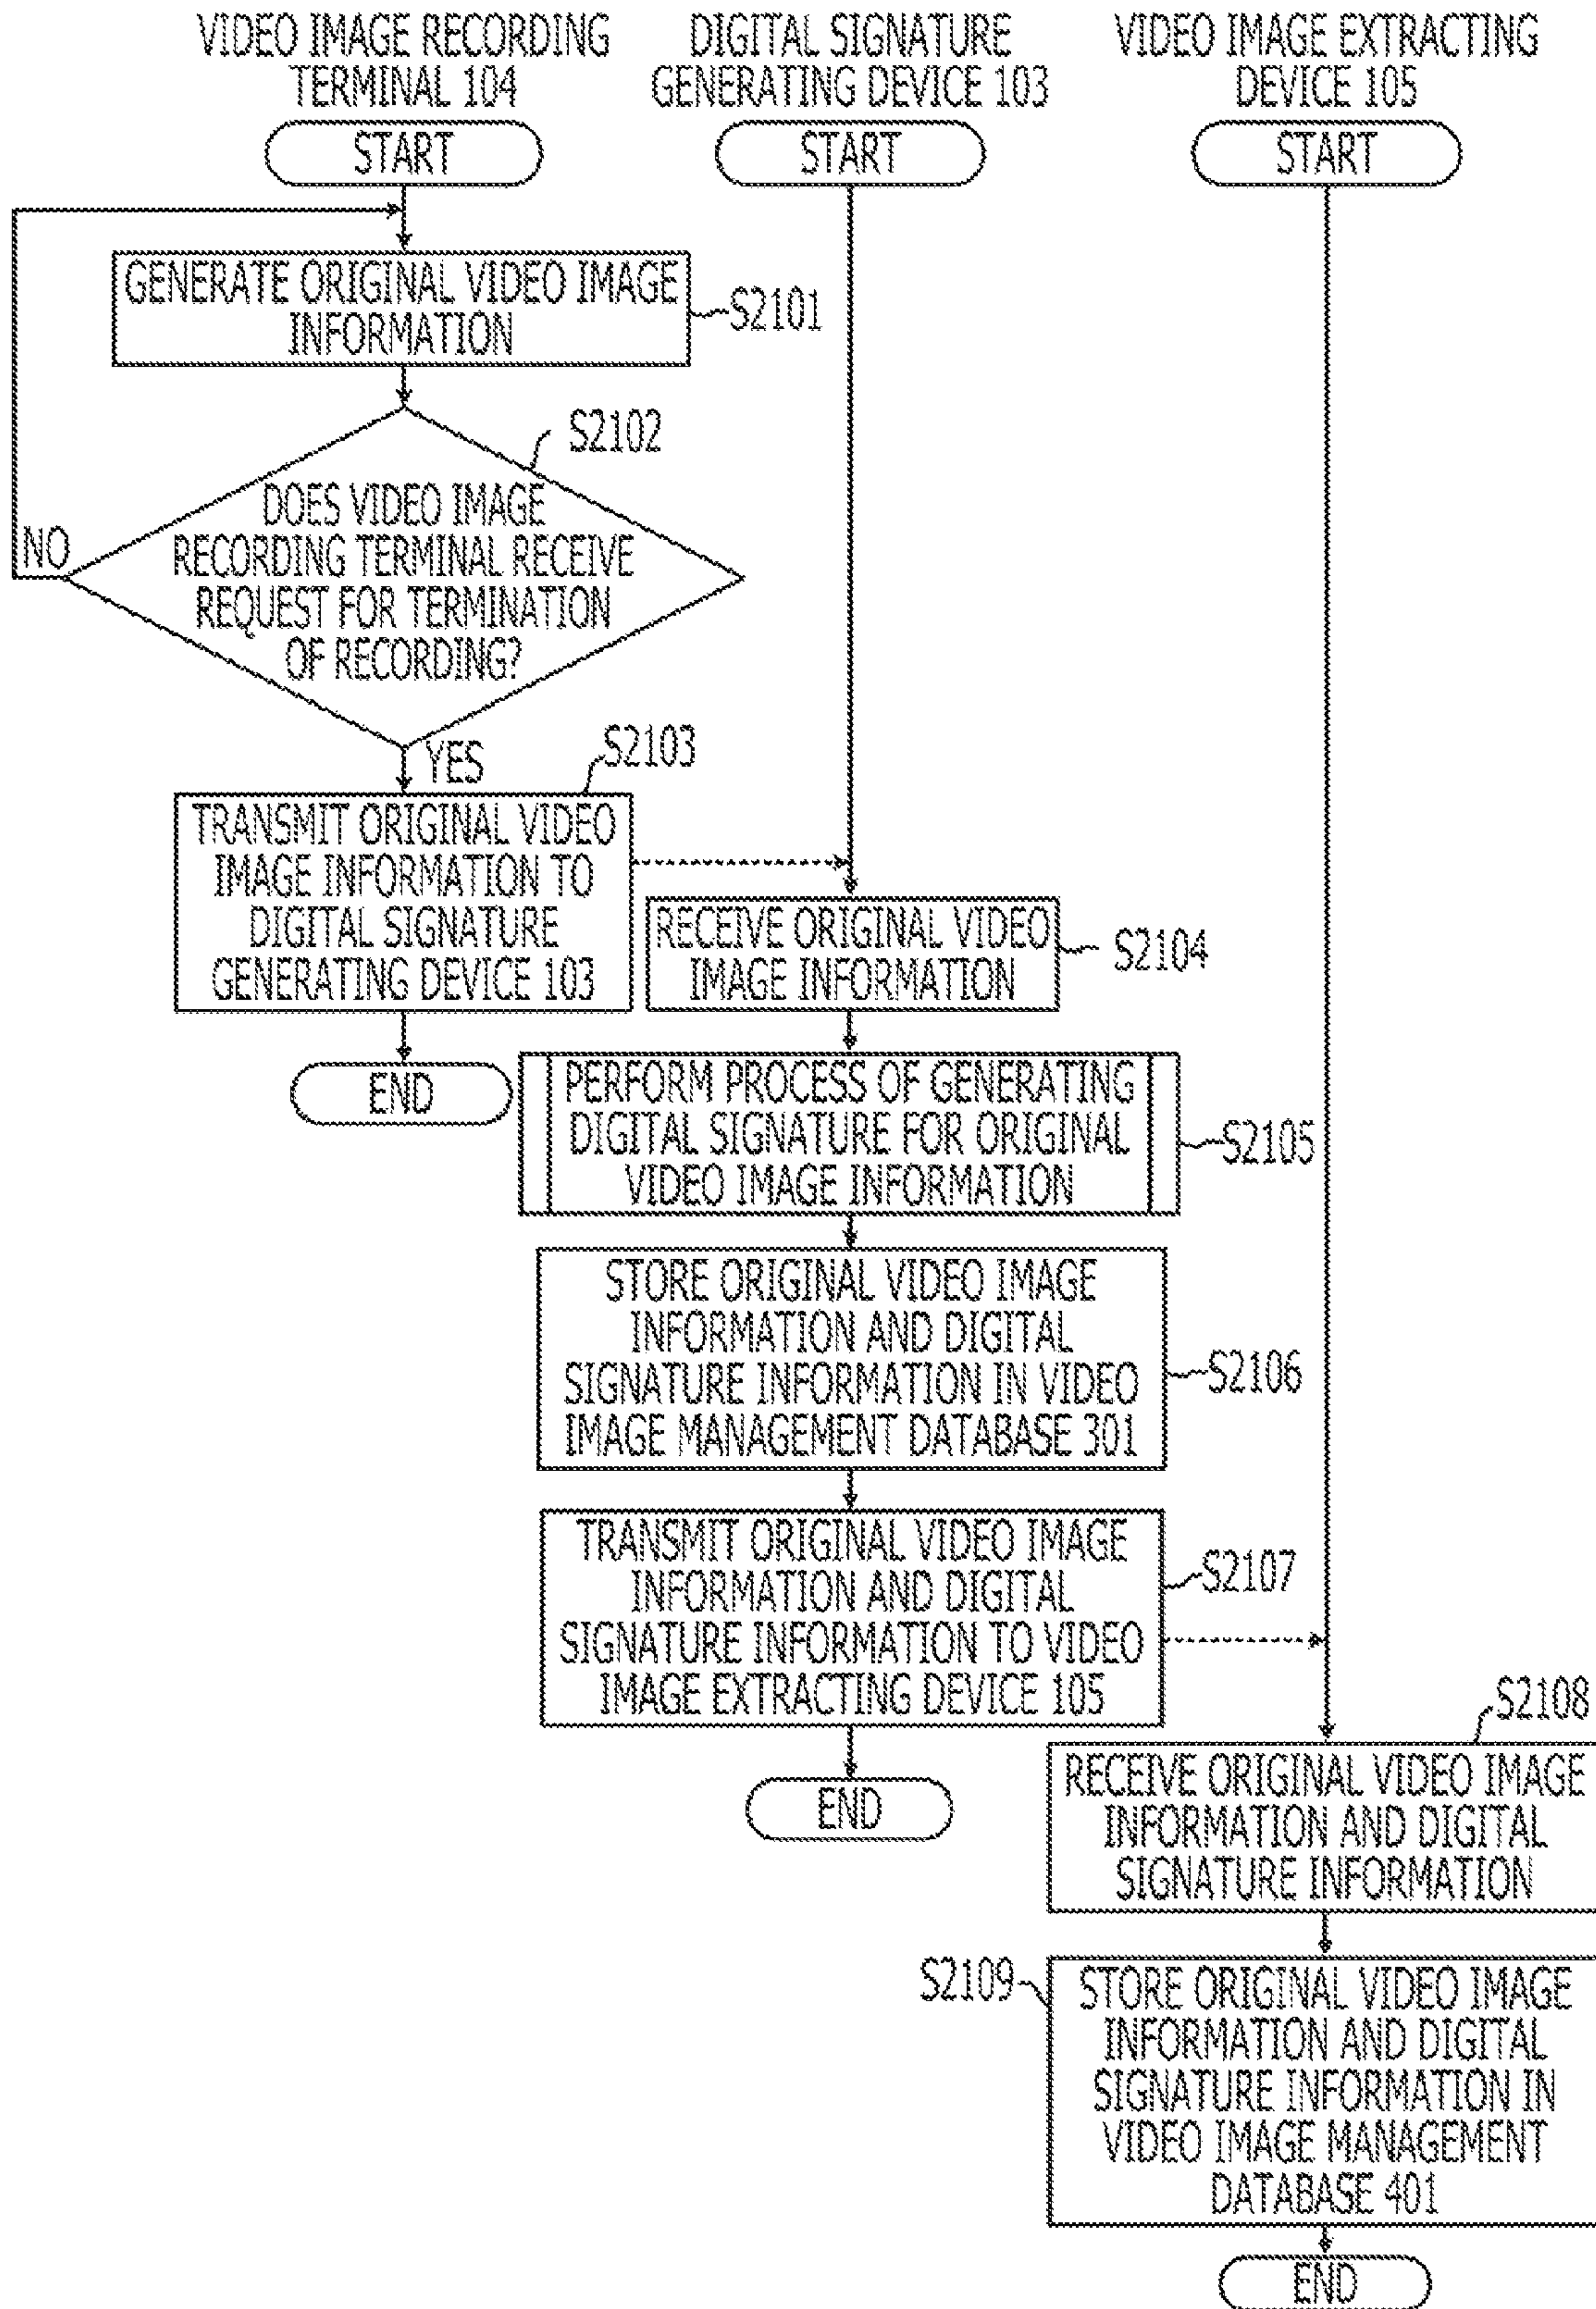 VIDEO IMAGE RECORDING
TERMINAL 104
DIGITAL SIGNATURE
GENERATING DEVICE 103
VIDEO IMAGE EXTRACTING
DEVICE 105
START
START
START
GENERATE ORIGINAL VIDEO IMAGE
INFORMATION
S2101
S2102
DOES VIDEO IMAGE
RECORDING TERMINAL RECEIVE
REQUEST FOR TERMINATION
OF RECORDING?
NO
YES
S2103
TRANSMIT ORIGINAL VIDEO
IMAGE INFORMATION TO
DIGITAL SIGNATURE
GENERATING DEVICE 103
END
RECEIVE ORIGINAL VIDEO
IMAGE INFORMATION
S2104
PERFORM PROCESS OF GENERATING
DIGITAL SIGNATURE FOR ORIGINAL
VIDEO IMAGE INFORMATION
S2105
STORE ORIGINAL VIDEO IMAGE
INFORMATION AND DIGITAL
SIGNATURE INFORMATION IN VIDEO
IMAGE MANAGEMENT DATABASE 301
S2106
TRANSMIT ORIGINAL VIDEO IMAGE
INFORMATION AND DIGITAL
SIGNATURE INFORMATION TO VIDEO
IMAGE EXTRACTING DEVICE 105
S2107
END
S2108
RECEIVE ORIGINAL VIDEO IMAGE
INFORMATION AND DIGITAL
SIGNATURE INFORMATION
S2109
STORE ORIGINAL VIDEO IMAGE
INFORMATION AND DIGITAL
SIGNATURE INFORMATION IN
VIDEO IMAGE MANAGEMENT
DATABASE 401
END